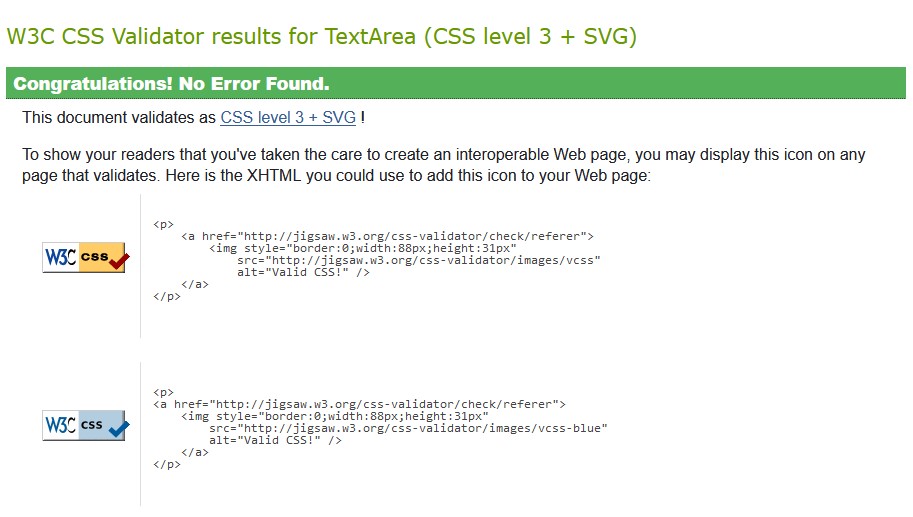 W3C CSS Validator results for TextArea (CSS level 3 + SVG)
Congratulations! No Error Found.
This document validates as CSS level 3 + SVG !
To show your readers that you've taken the care to create an interoperable Web page, you may display this icon on any
page that validates. Here is the XHTML you could use to add this icon to your Web page:
W3C css
<p>
<a href="http://jigsaw.w3.org/css-validator/check/referer">
<img style="border:0;width:88px;height:31px"
src="http://jigsaw.w3.org/css-validator/images/vcss"
alt="Valid CSS!" />
</a>
</p>
W3C css
<p>
<a href="http://jigsaw.w3.org/css-validator/check/referer">
<img style="border:0;width:88px;height:31px"
src="http://jigsaw.w3.org/css-validator/images/vcss-blue"
alt="Valid CSS!" />
</a>
</p>